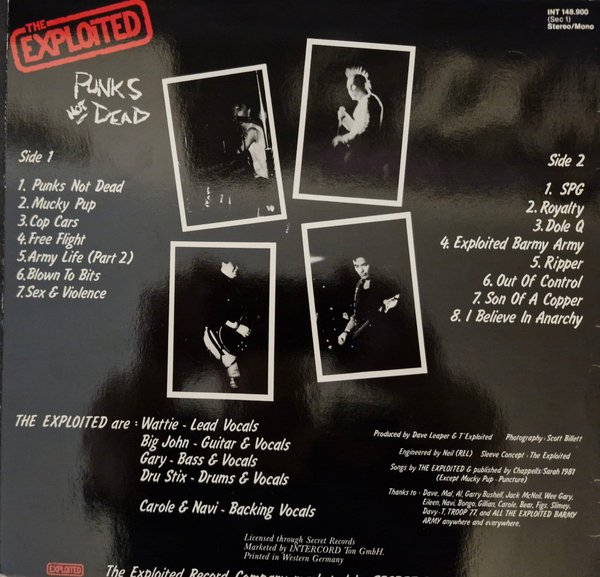 THE
EXPLOITED
PUNKS
NOT DEAD
INT 148.900
(Sec 1)
Stereo/Mono
Side 1
1. Punks Not Dead
2. Mucky Pup
3. Cop Cars
4. Free Flight
5. Army Life (Part 2)
6. Blown To Bits
7. Sex & Violence
Side 2
1. SPG
2. Royalty
3. Dole Q
4. Exploited Barmy Army
5. Ripper
6. Out Of Control
7. Son Of A Copper
8. I Believe In Anarchy
THE EXPLOITED are : Wattie - Lead Vocals
Big John - Guitar & Vocals
Gary - Bass & Vocals
Dru Stix - Drums & Vocals
Carole & Navi - Backing Vocals
Produced by Dave Leaper & T'Exploited Photography - Scott Billett
Engineered by Neil (REL) Sleeve Concept - The Exploited
Songs by THE EXPLOITED & published by Chappells/Sarah 1981
(Except Mucky Pup - Puncture)
Thanks to - Dave, Mal, Al, Garry Bushell, Jack McNeil, Wee Gary,
Eileen, Navi, Bongo, Gillian, Carole, Bear, Figs, Slimey,
Davy-T, TROOP 77, and ALL THE EXPLOITED BARMY
ARMY anywhere and everywhere.
Licensed through Secret Records
Marketed by INTERCORD Ton GmbH.
Printed in Western Germany
EXPLOITED
The Exploited Record Company